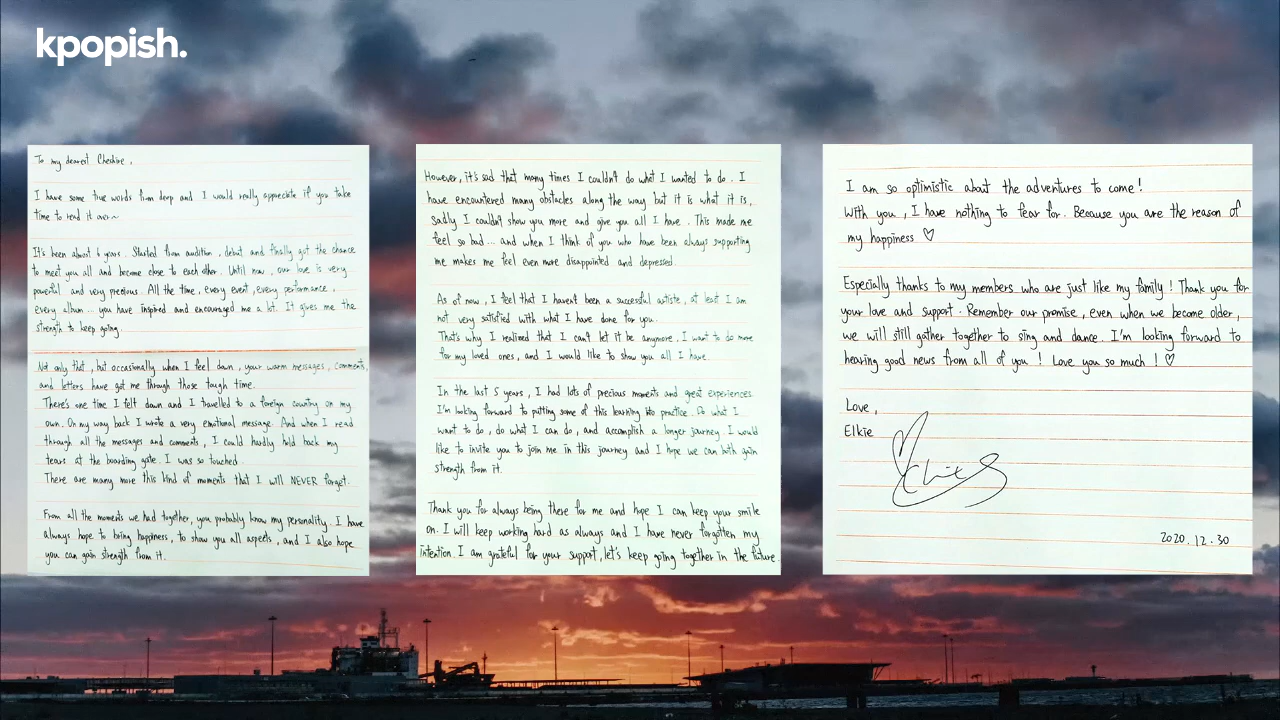 kpopish.
To my dearest Cheshire,
I have some true words from deep and I would really appreciate if you take
time to read it over~
It's been almost 6 years. Started from audition, debut and finally got the chance
to meet you all and become close to each other. Until now, our love is very
powerful and very precious. All the time, every event, every performance,
every album... you have inspired and encouraged me a lot. It gives me the
strength to keep going.
Not only that, but occasionally when I feel down, your warm messages, comments,
and letters have got me through those tough time.
There's one time I felt down and I travelled to a foreign country on my
own. On my way back I wrote a very emotional message. And when I read
through all the messages and comments, I could hardly hold back my
tears at the boarding gate. I was so touched.
There are many more this kind of moments that I will NEVER forget.
From all the moments we had together, you probably know my personality. I have
always hope to bring happiness, to show you all aspects, and I also hope
you can gain strength from it.
However, it's sad that many times I couldn't do what I wanted to do. I
have encountered many obstacles along the way but it is what it is,
Sadly I couldn't show you more and give you all I have. This made me
feel so bad... and when I think of you who have been always supporting
me makes me feel even more disappointed and depressed.
As of now, I feel that I haven't been a successful artiste, at least I am
not very satisfied with what I have done for you.
That's why I realized that I can't let it be anymore, I want to do more
for my loved ones, and I would like to show you all I have.
In the last 5 years, I had lots of precious moments and great experiences.
I'm looking forward to putting some of this learning into practice. Do what I
want to do, do what I can do, and accomplish a longer journey. I would
like to invite you to join me in this journey and I hope we can both gain
strength from it.
Thank you for always being there for me and hope I can keep your smile
on. I will keep working hard as always and I have never forgotten my
intention. I am grateful for your support, let's keep going together in the future.
I am so optimistic about the adventures to come!
With you, I have nothing to fear for. Because you are the reason of
my happiness ♡
Especially thanks to my members who are just like my family! Thank you for
your love and support. Remember our promise, even when we become older,
we will still gather together to sing and dance. I'm looking forward to
hearing good news from all of you! Love you so much! ♡
Love,
Elkie
2020.12.30